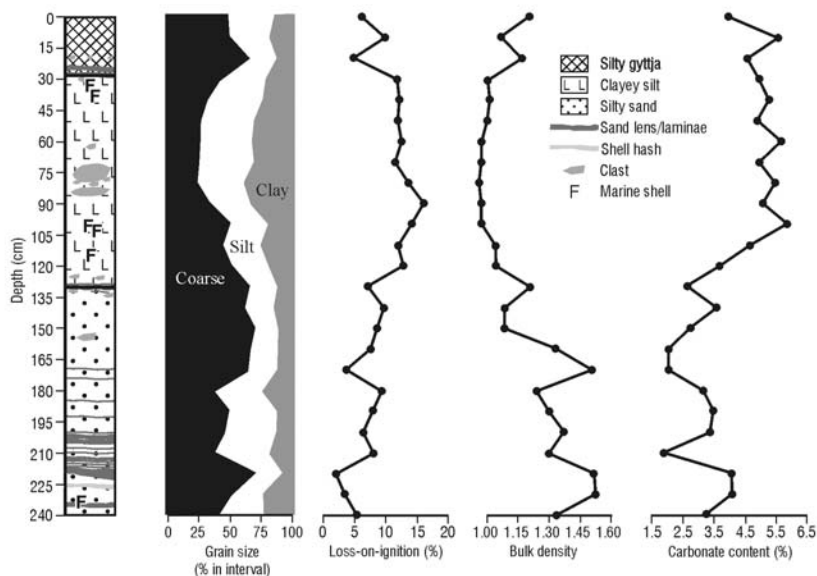 0
15
30
45
60
75
90
105
120
135
150
165
180
195
210
225
240
Depth (cm)
F
F
F
F
F
F
F
Coarse
Silt
Clay
0 25 50 75 100
Grain size
(% in interval)
0 5 10 15 20
Loss-on-ignition (%)
1.00 1.15 1.30 1.45 1.60
Bulk density
1.5 2.5 3.5 4.5 5.5 6.5
Carbonate content (%)
Silty gyttja
Clayey silt
Silty sand
Sand lens/laminae
Shell hash
Clast
F Marine shell